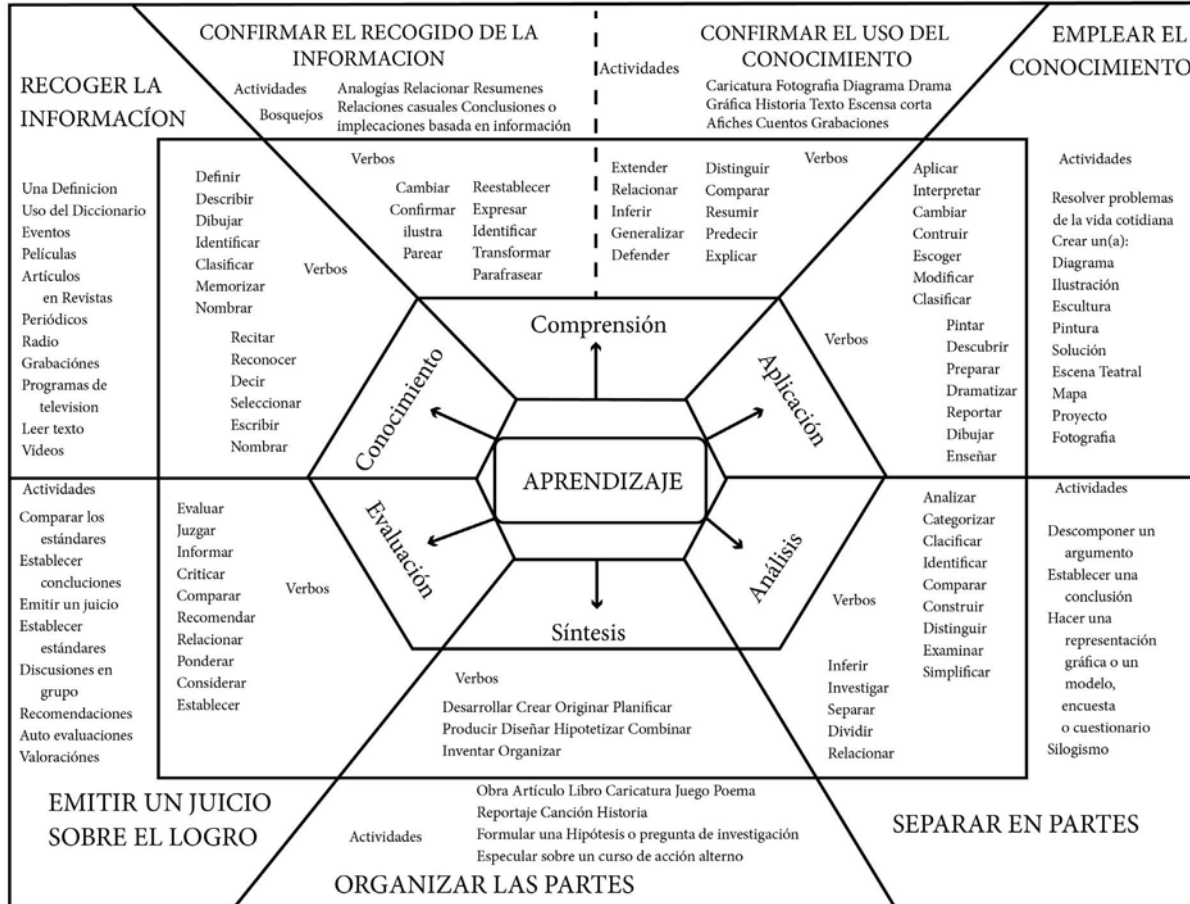 CONFIRMAR EL RECOGIDO DE LA
INFORMACION
Actividades
Bosquejos
Analogías Relacionar Resumenes
Relaciones casuales Conclusiones o
implecaciones basada en información
CONFIRMAR EL USO DEL
CONOCIMIENTO
Actividades
Caricatura Fotografia Diagrama Drama
Gráfica Historia Texto Escensa corta
Afiches Cuentos Grabaciones
EMPLEAR EL
CONOCIMIENTO
RECOGER LA
INFORMACÍON
Una Definicion
Uso del Diccionario
Eventos
Películas
Artículos
en Revistas
Periódicos
Radio
Grabaciónes
Programas de
television
Leer texto
Vídeos
Definir
Describir
Dibujar
Identificar
Clasificar
Memorizar
Nombrar
Verbos
Recitar
Reconocer
Decir
Seleccionar
Escribir
Nombrar
Verbos
Cambiar
Confirmar
ilustra
Parear
Reestablecer
Expresar
Identificar
Transformar
Parafrasear
Extender
Relacionar
Inferir
Generalizar
Defender
Distinguir
Comparar
Resumir
Predecir
Explicar
Verbos
Aplicar
Interpretar
Cambiar
Contruir
Escoger
Modificar
Clasificar
Verbos
Pintar
Descubrir
Preparar
Dramatizar
Reportar
Dibujar
Enseñar
Actividades
Resolver problemas
de la vida cotidiana
Crear un(a):
Diagrama
Ilustración
Escultura
Pintura
Solución
Escena Teatral
Mapa
Proyecto
Fotografia
Comprensión
Conocimiento
Aplicación
APRENDIZAJE
Evaluación
Análisis
Síntesis
Actividades
Comparar los
estándares
Establecer
concluciones
Emitir un juicio
Establecer
estándares
Discusiones en
grupo
Recomendaciones
Auto evaluaciones
Valoraciónes
Evaluar
Juzgar
Informar
Criticar
Comparar
Recomendar
Relacionar
Ponderar
Considerar
Establecer
Verbos
Verbos
Desarrollar Crear Originar Planificar
Producir Diseñar Hipotetizar Combinar
Inventar Organizar
Analizar
Categorizar
Clacificar
Identificar
Comparar
Construir
Distinguir
Examinar
Simplificar
Verbos
Inferir
Investigar
Separar
Dividir
Relacionar
Actividades
Descomponer un
argumento
Establecer una
conclusión
Hacer una
representación
gráfica o un
modelo,
encuesta
o cuestionario
Silogismo
EMITIR UN JUICIO
SOBRE EL LOGRO
Actividades
Obra Artículo Libro Caricatura Juego Poema
Reportaje Canción Historia
Formular una Hipótesis o pregunta de investigación
Especular sobre un curso de acción alterno
ORGANIZAR LAS PARTES
SEPARAR EN PARTES